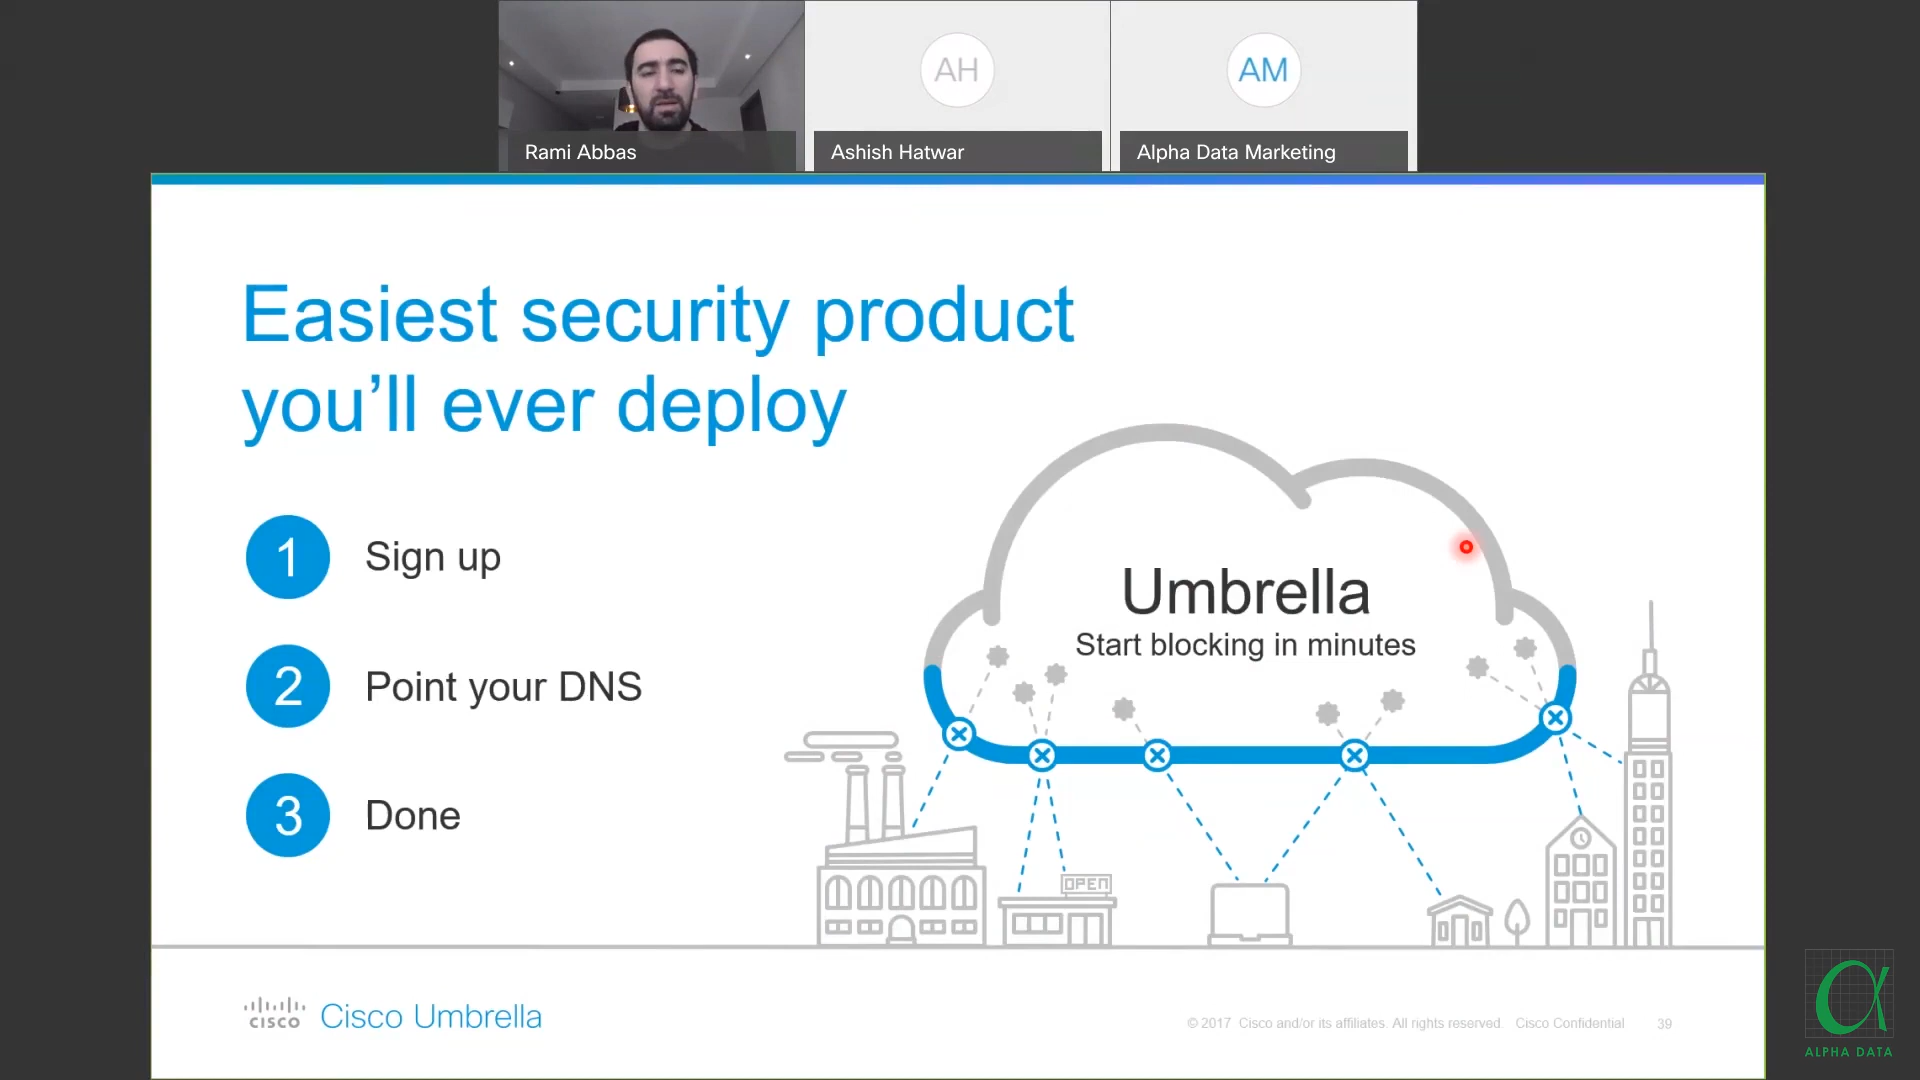 AH
AM
Rami Abbas
Ashish Hatwar
Alpha Data Marketing
Easiest security product
you’ll ever deploy
1 Sign up
2 Point your DNS
3 Done
Umbrella
Start blocking in minutes
OPEN
CISCO Cisco Umbrella
© 2017 Cisco and/or its affiliates. All rights reserved. Cisco Confidential 39
ALPHA DATA